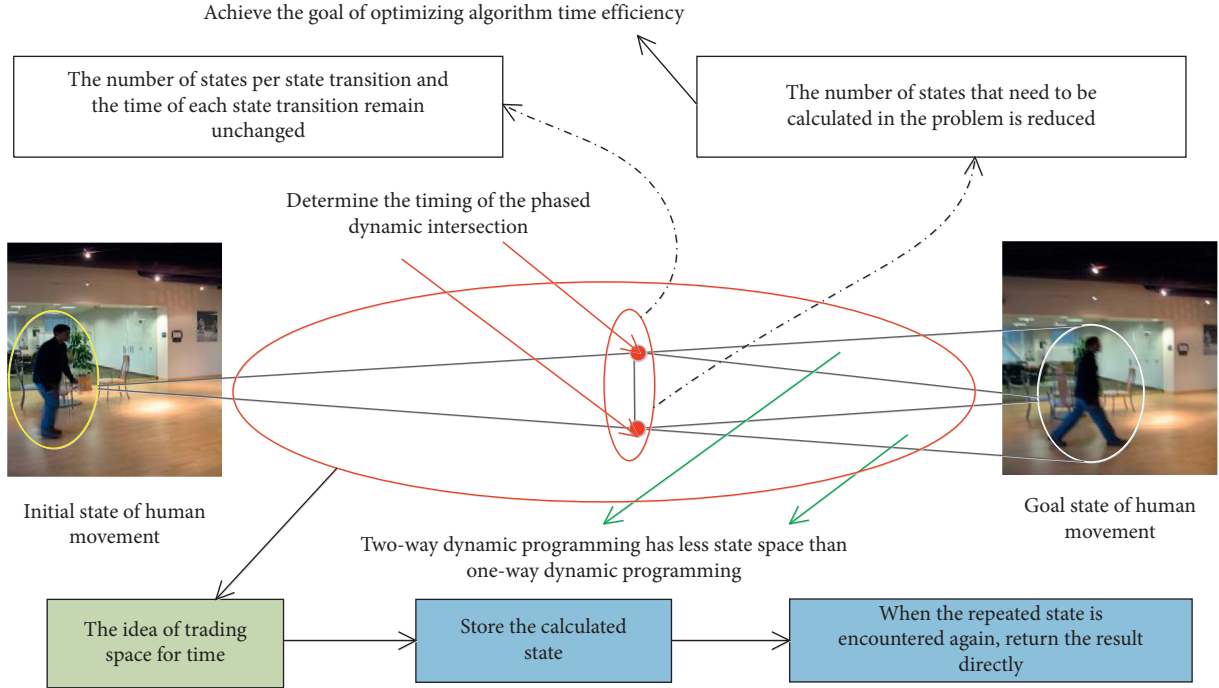 Achieve the goal of optimizing algorithm time efficiency
The number of states per state transition and
the time of each state transition remain
unchanged
The number of states that need to be
calculated in the problem is reduced
Determine the timing of the phased
dynamic intersection
Initial state of human
movement
Goal state of human
movement
Two-way dynamic programming has less state space than
one-way dynamic programming
The idea of trading
space for time
Store the calculated
state
When the repeated state is
encountered again, return the result
directly